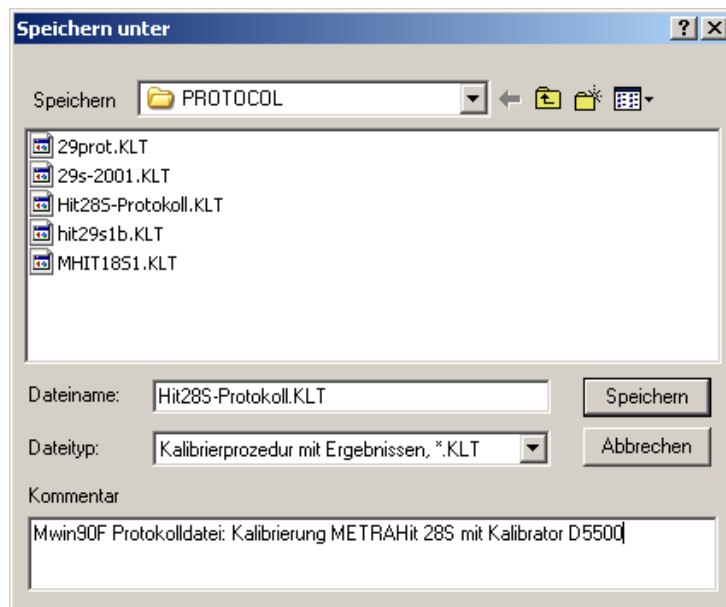 Speichern unter
Speichern PROTOCOL
29prot.KLT
29s-2001.KLT
Hit28S-Protokoll.KLT
hit29s1b.KLT
MHIT18S1.KLT
Dateiname: Hit28S-Protokoll.KLT Speichern
Dateityp: Kalibrierprozedur mit Ergebnissen, *.KLT Abbrechen
Kommentar
Mwin90F Protokolldatei: Kalibrierung METRAHit 28S mit Kalibrator D5500